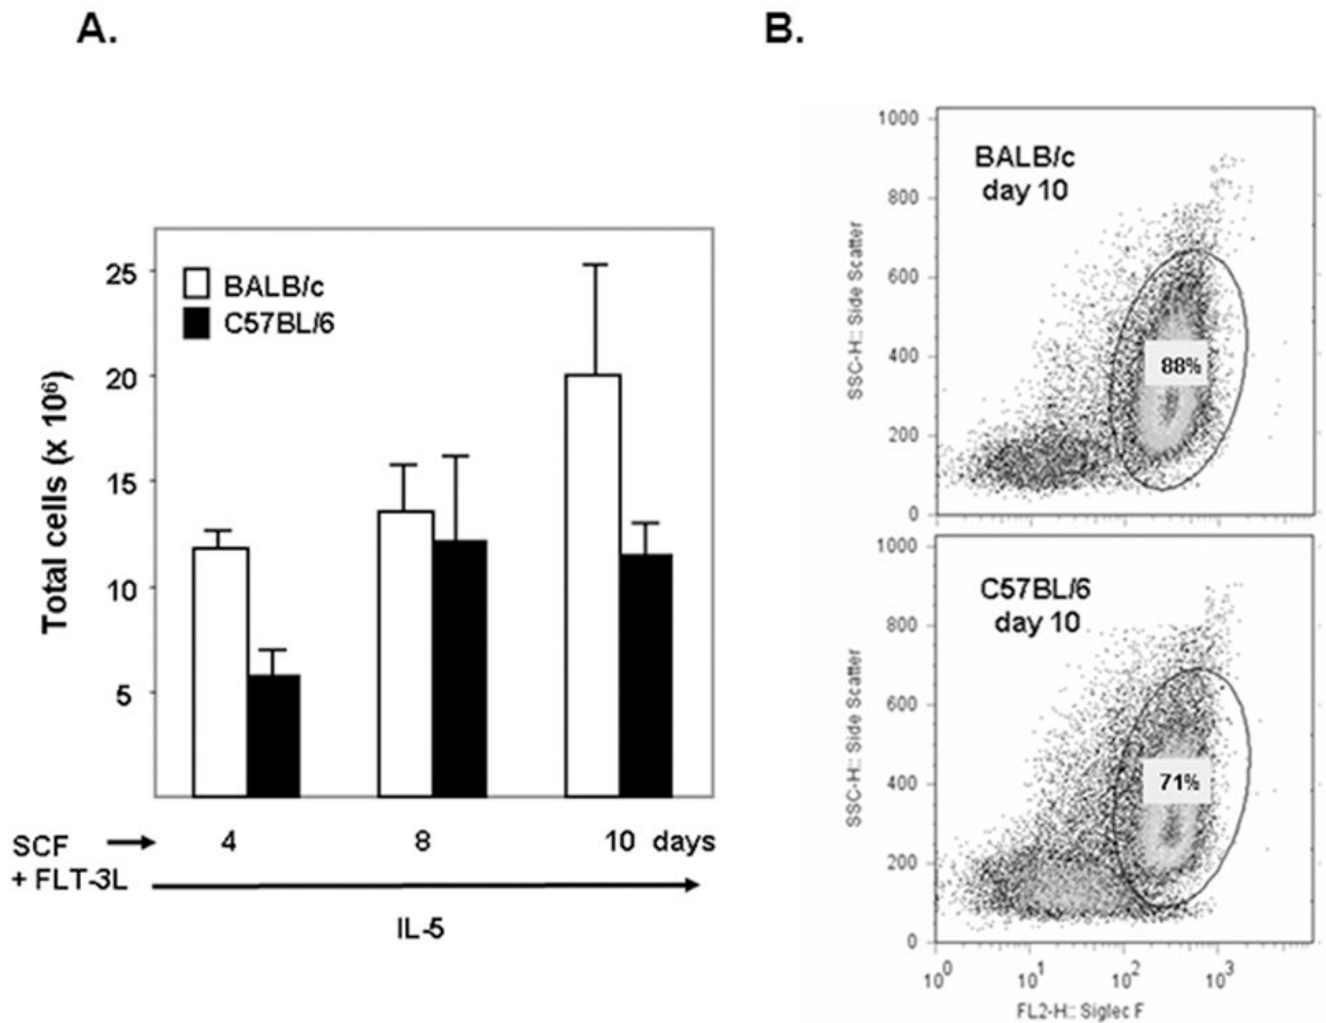 A.
B.
25
20
15
10
5
Total cells (x 10⁶)
BALB/c
C57BL/6
SCF
+ FLT-3L
4
8
10 days
IL-5
1000
800
600
400
200
0
SSC-H:: Side Scatter
BALB/c
day 10
88%
1000
800
600
400
200
0
SSC-H:: Side Scatter
C57BL/6
day 10
71%
10⁰ 10¹ 10² 10³
FL2-H:: Siglec F